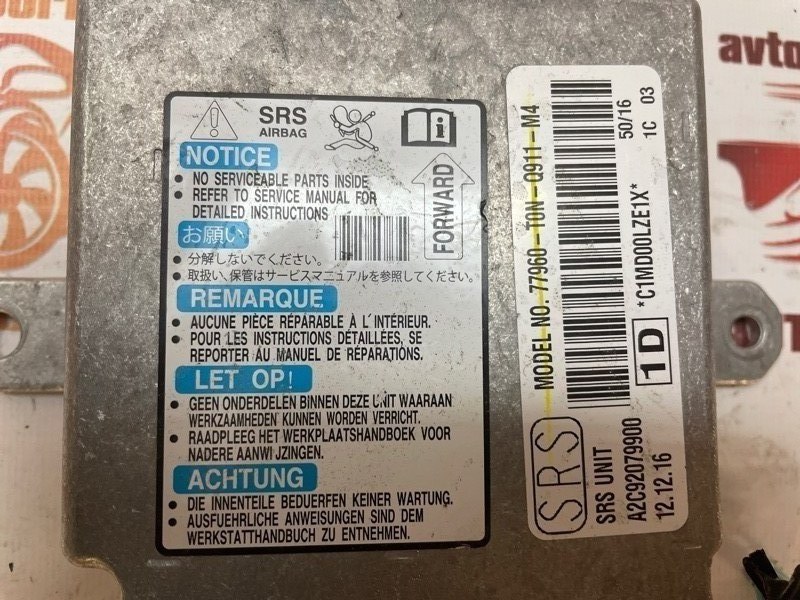 SRS
AIRBAG
NOTICE
• NO SERVICEABLE PARTS INSIDE
• REFER TO SERVICE MANUAL FOR
DETAILED INSTRUCTIONS
FORWARD
お願い
• 分解しないでください。
• 取扱い、保管はサービスマニュアルを参照してください。
REMARQUE
• AUCUNE PIÈCE RÉPARABLE À L'INTÉRIEUR.
• POUR LES INSTRUCTIONS DÉTAILLÉES, SE
REPORTER AU MANUEL DE RÉPARATIONS.
LET OP!
• GEEN ONDERDELEN BINNEN DEZE UNIT WAARAAN
WERKZAAMHEDEN KUNNEN WORDEN VERRICHT.
• RAADPLEEG HET WERKPLAATSHANDBOEK VOOR
NADERE AANWIJZINGEN.
ACHTUNG
• DIE INNENTEILE BEDUERFEN KEINER WARTUNG.
• AUSFUEHRLICHE ANWEISUNGEN SIND DEM
WERKSTATTHANDBUCH ZU ENTNEHMEN.
MODEL NO. 77960-T0N-Q911-M4
50/16
1C 03
*C1MD00LZE1X*
1D
SRS
SRS UNIT
A2C92079900
12.12.16
avto